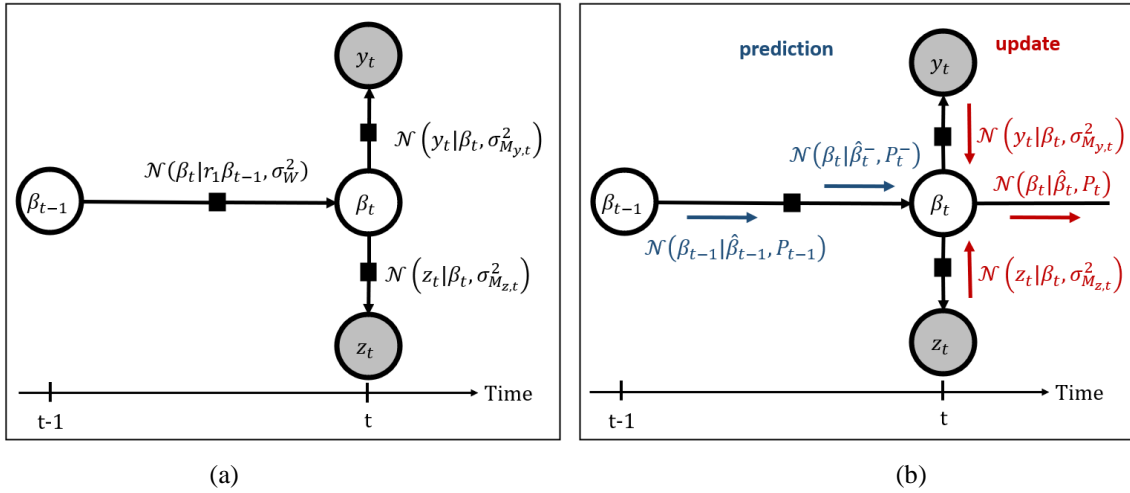 y_t
𝒩(y_t|β_t, σ²_{M_{y,t}})
𝒩(β_t|r_1β_{t−1}, σ²_W)
β_{t−1}
β_t
𝒩(z_t|β_t, σ²_{M_{z,t}})
z_t
Time
t-1
t
(a)
prediction
update
y_t
𝒩(y_t|β_t, σ²_{M_{y,t}})
𝒩(β_t|β̂_t^−, P_t^−)
𝒩(β_t|β̂_t, P_t)
β_{t−1}
β_t
𝒩(β_{t−1}|β̂_{t−1}, P_{t−1})
𝒩(z_t|β_t, σ²_{M_{z,t}})
z_t
Time
t-1
t
(b)